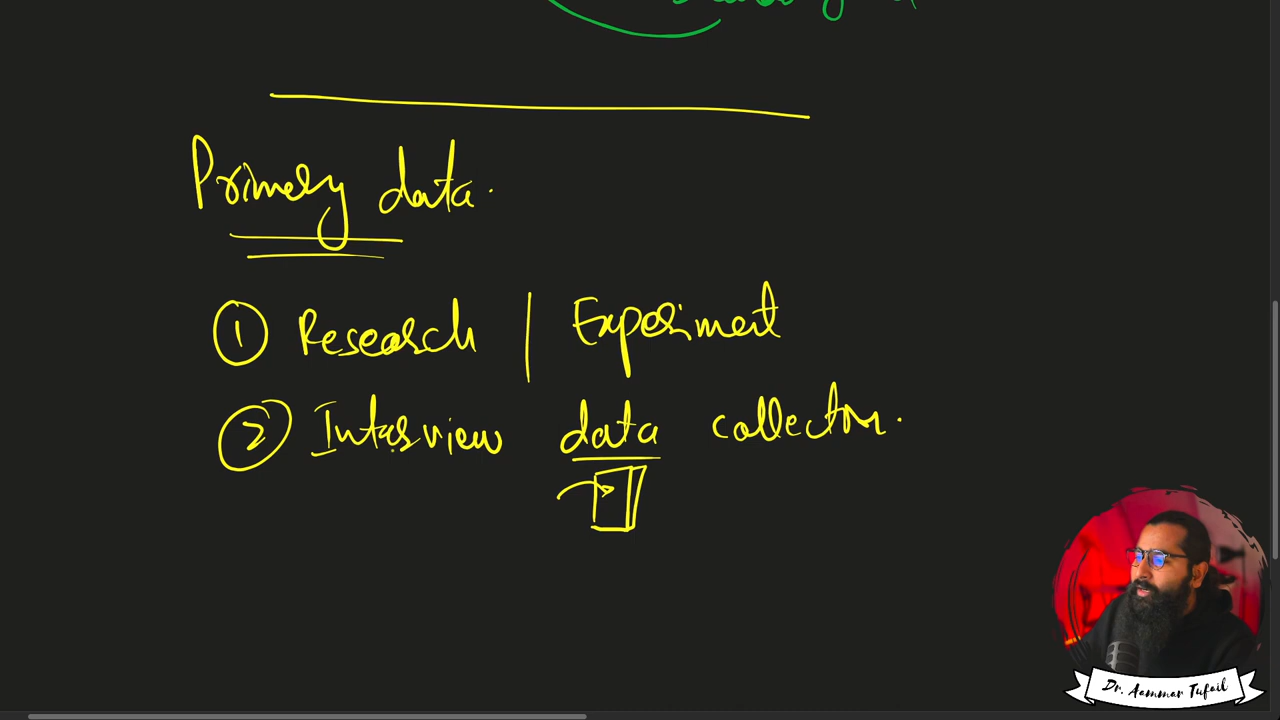 Primary data.
① Research | Experiment
② Interview data collection.
Dr. Aammar Tufail